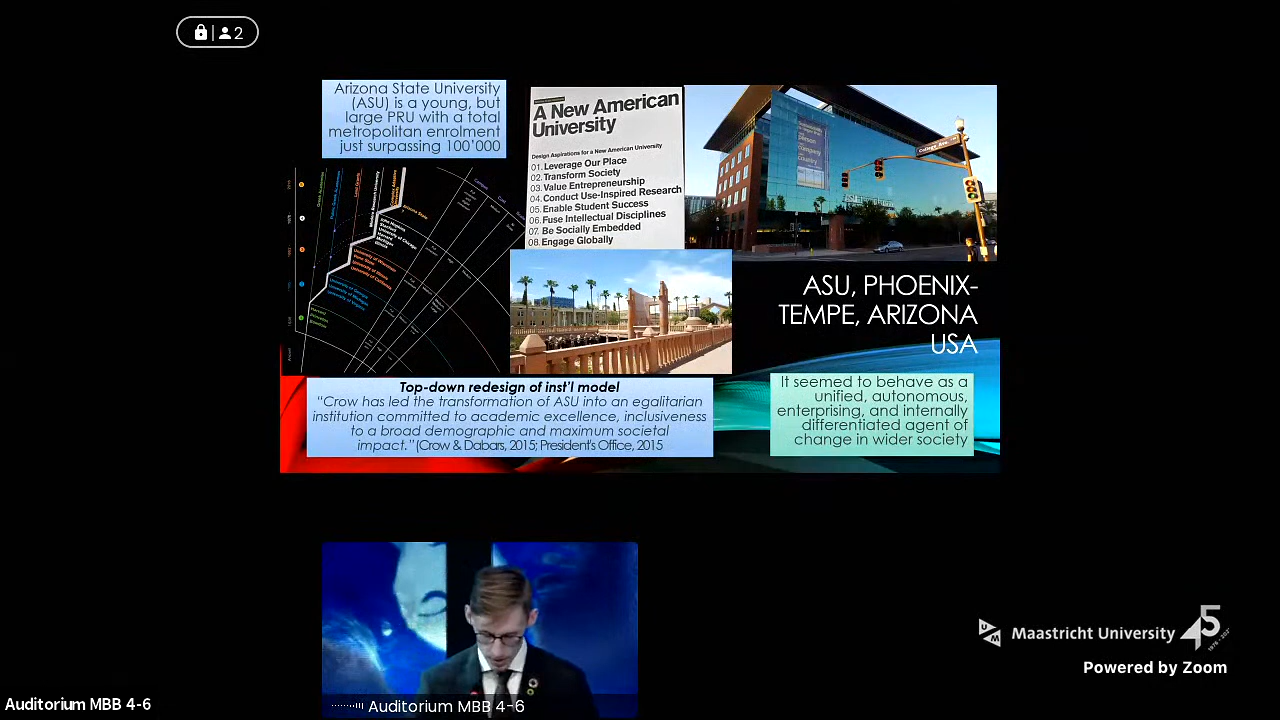 2
Arizona State University
(ASU) is a young, but
large PRU with a total
metropolitan enrolment
just surpassing 100'000
A New American
University
Design Aspirations for a New American University
01. Leverage Our Place
02. Transform Society
03. Value Entrepreneurship
04. Conduct Use-Inspired Research
05. Enable Student Success
06. Fuse Intellectual Disciplines
07. Be Socially Embedded
08. Engage Globally
ASU, PHOENIX-
TEMPE, ARIZONA
USA
Top-down redesign of inst'l model
"Crow has led the transformation of ASU into an egalitarian
institution committed to academic excellence, inclusiveness
to a broad demographic and maximum societal
impact."(Crow & Dabars, 2015; President's Office, 2015
It seemed to behave as a
unified, autonomous,
enterprising, and internally
differentiated agent of
change in wider society
Maastricht University
45
Powered by Zoom
Auditorium MBB 4-6
Auditorium MBB 4-6